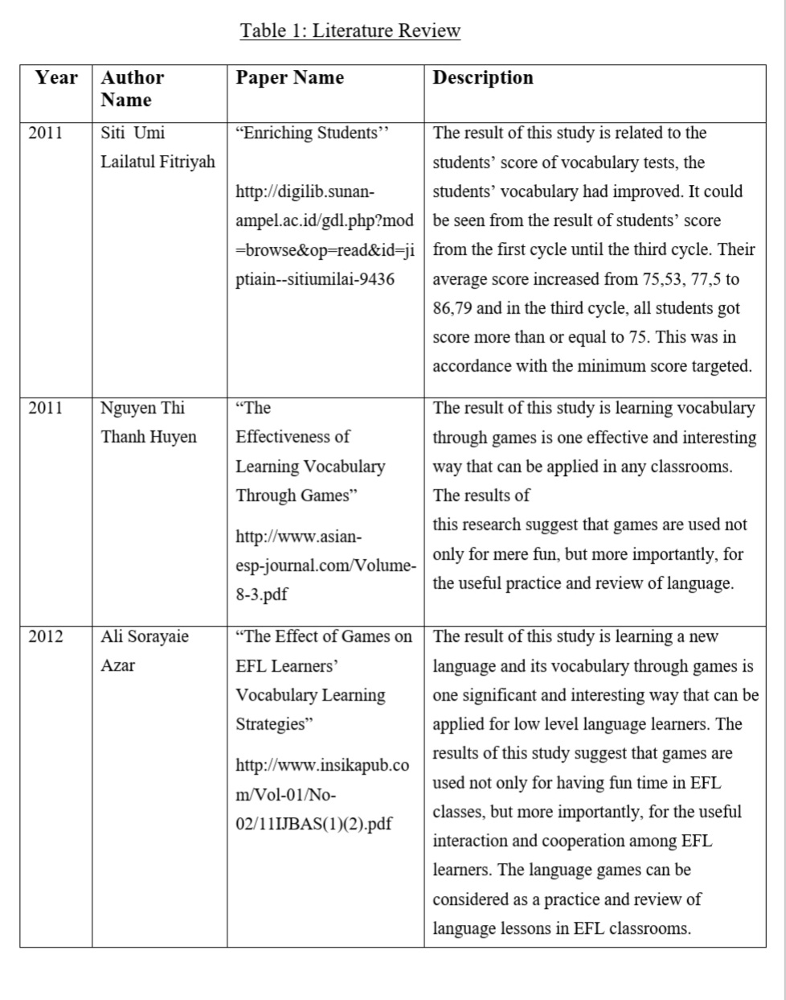 Table 1: Literature Review
Year
Author
Name
Paper Name
Description
2011
Siti Umi
Lailatul Fitriyah
“Enriching Students’’
http://digilib.sunan-
ampel.ac.id/gdl.php?mod
=browse&op=read&id=ji
ptiain--sitiumilai-9436
The result of this study is related to the
students’ score of vocabulary tests, the
students’ vocabulary had improved. It could
be seen from the result of students’ score
from the first cycle until the third cycle. Their
average score increased from 75,53, 77,5 to
86,79 and in the third cycle, all students got
score more than or equal to 75. This was in
accordance with the minimum score targeted.
2011
Nguyen Thi
Thanh Huyen
“The
Effectiveness of
Learning Vocabulary
Through Games”
http://www.asian-
esp-journal.com/Volume-
8-3.pdf
The result of this study is learning vocabulary
through games is one effective and interesting
way that can be applied in any classrooms.
The results of
this research suggest that games are used not
only for mere fun, but more importantly, for
the useful practice and review of language.
2012
Ali Sorayaie
Azar
“The Effect of Games on
EFL Learners’
Vocabulary Learning
Strategies”
http://www.insikapub.co
m/Vol-01/No-
02/11IJBAS(1)(2).pdf
The result of this study is learning a new
language and its vocabulary through games is
one significant and interesting way that can be
applied for low level language learners. The
results of this study suggest that games are
used not only for having fun time in EFL
classes, but more importantly, for the useful
interaction and cooperation among EFL
learners. The language games can be
considered as a practice and review of
language lessons in EFL classrooms.